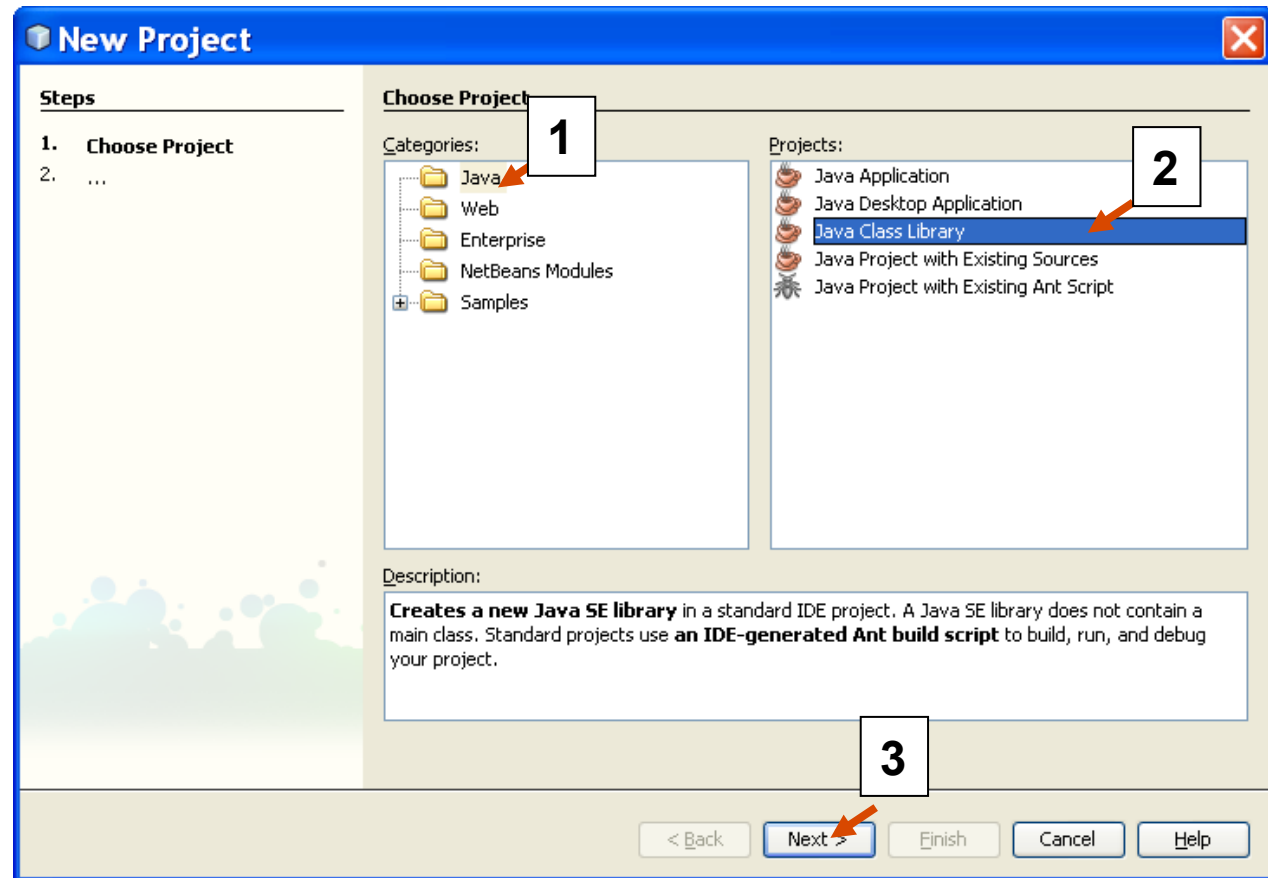 New Project
Steps
1. Choose Project
2. ...
Choose Project
Categories:
Java
Web
Enterprise
NetBeans Modules
Samples
1
Projects:
Java Application
Java Desktop Application
Java Class Library
Java Project with Existing Sources
Java Project with Existing Ant Script
2
Description:
Creates a new Java SE library in a standard IDE project. A Java SE library does not contain a
main class. Standard projects use an IDE-generated Ant build script to build, run, and debug
your project.
3
< Back Next > Finish Cancel Help